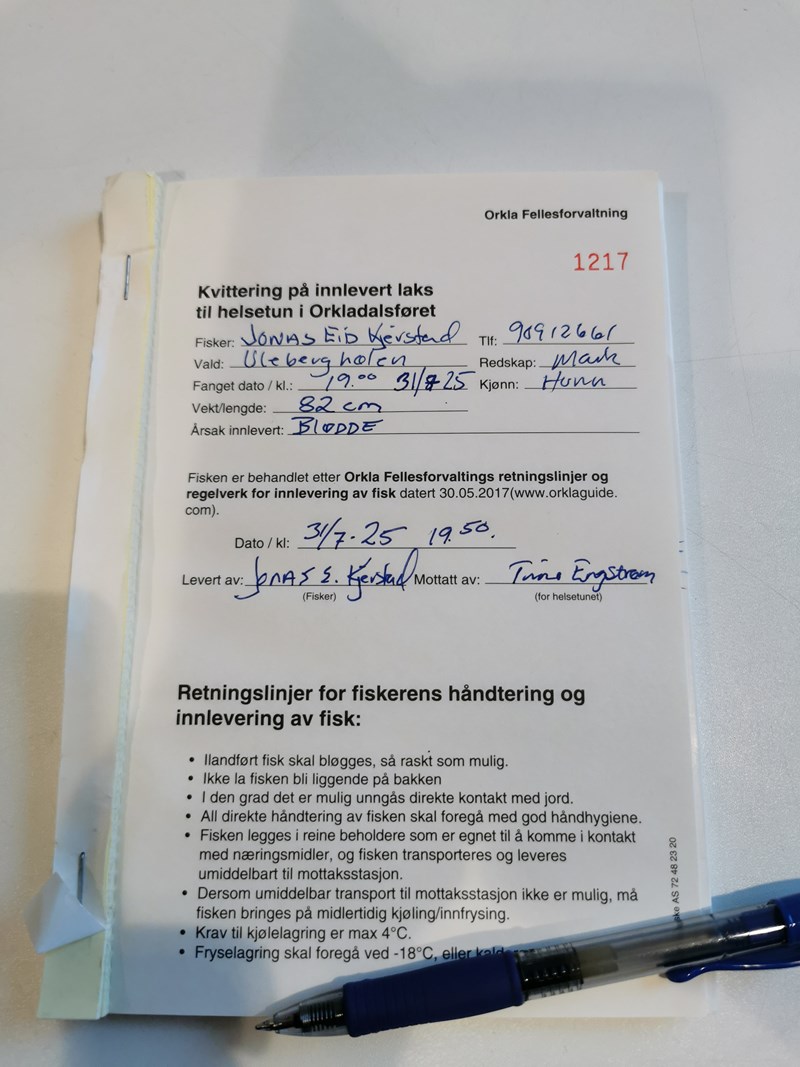 Orkla Fellesforvaltning
1217
Kvittering på innlevert laks
til helsetun i Orkladalsføret
Fisker: JONAS Eid Kjerstad Tlf: 90912661
Vald: Ulebergholen Redskap: Mark
Fanget dato / kl.: 19.00 31/7 25 Kjønn: Hunn
Vekt/lengde: 82 cm
Årsak innlevert: BLØDDE
Fisken er behandlet etter Orkla Fellesforvaltings retningslinjer og
regelverk for innlevering av fisk datert 30.05.2017(www.orklaguide.
com).
Dato / kl: 31/7-25 19.50.
Levert av: JONAS E. Kjerstad Mottatt av: Engstrøm
(Fisker) (for helsetunet)
Retningslinjer for fiskerens håndtering og
innlevering av fisk:
• Ilandført fisk skal bløgges, så raskt som mulig.
• Ikke la fisken bli liggende på bakken
• I den grad det er mulig unngås direkte kontakt med jord.
• All direkte håndtering av fisken skal foregå med god håndhygiene.
• Fisken legges i reine beholdere som er egnet til å komme i kontakt
med næringsmidler, og fisken transporteres og leveres
umiddelbart til mottaksstasjon.
• Dersom umiddelbar transport til mottaksstasjon ikke er mulig, må
fisken bringes på midlertidig kjøling/innfrysing.
• Krav til kjølelagring er max 4°C.
• Fryselagring skal foregå ved -18°C, eller
AS 72 48 23 20